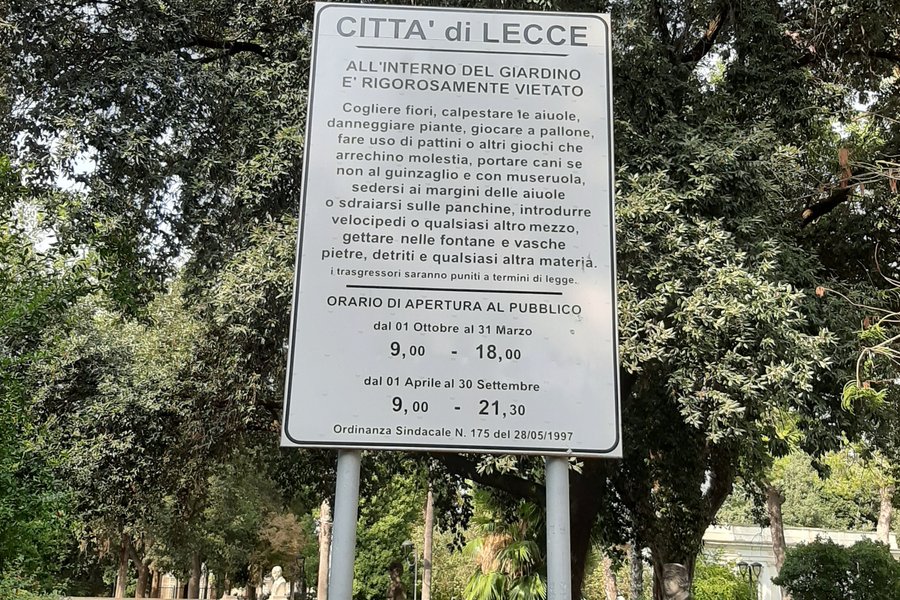 CITTA' di LECCE
ALL'INTERNO DEL GIARDINO
E' RIGOROSAMENTE VIETATO
Cogliere fiori, calpestare le aiuole,
danneggiare piante, giocare a pallone,
fare uso di pattini o altri giochi che
arrechino molestia, portare cani se
non al guinzaglio e con museruola,
sedersi ai margini delle aiuole
o sdraiarsi sulle panchine, introdurre
velocipedi o qualsiasi altro mezzo,
gettare nelle fontane e vasche
pietre, detriti e qualsiasi altra materia.
i trasgressori saranno puniti a termini di legge.
ORARIO DI APERTURA AL PUBBLICO
dal 01 Ottobre al 31 Marzo
9,00 - 18,00
dal 01 Aprile al 30 Settembre
9,00 - 21,30
Ordinanza Sindacale N. 175 del 28/05/1997